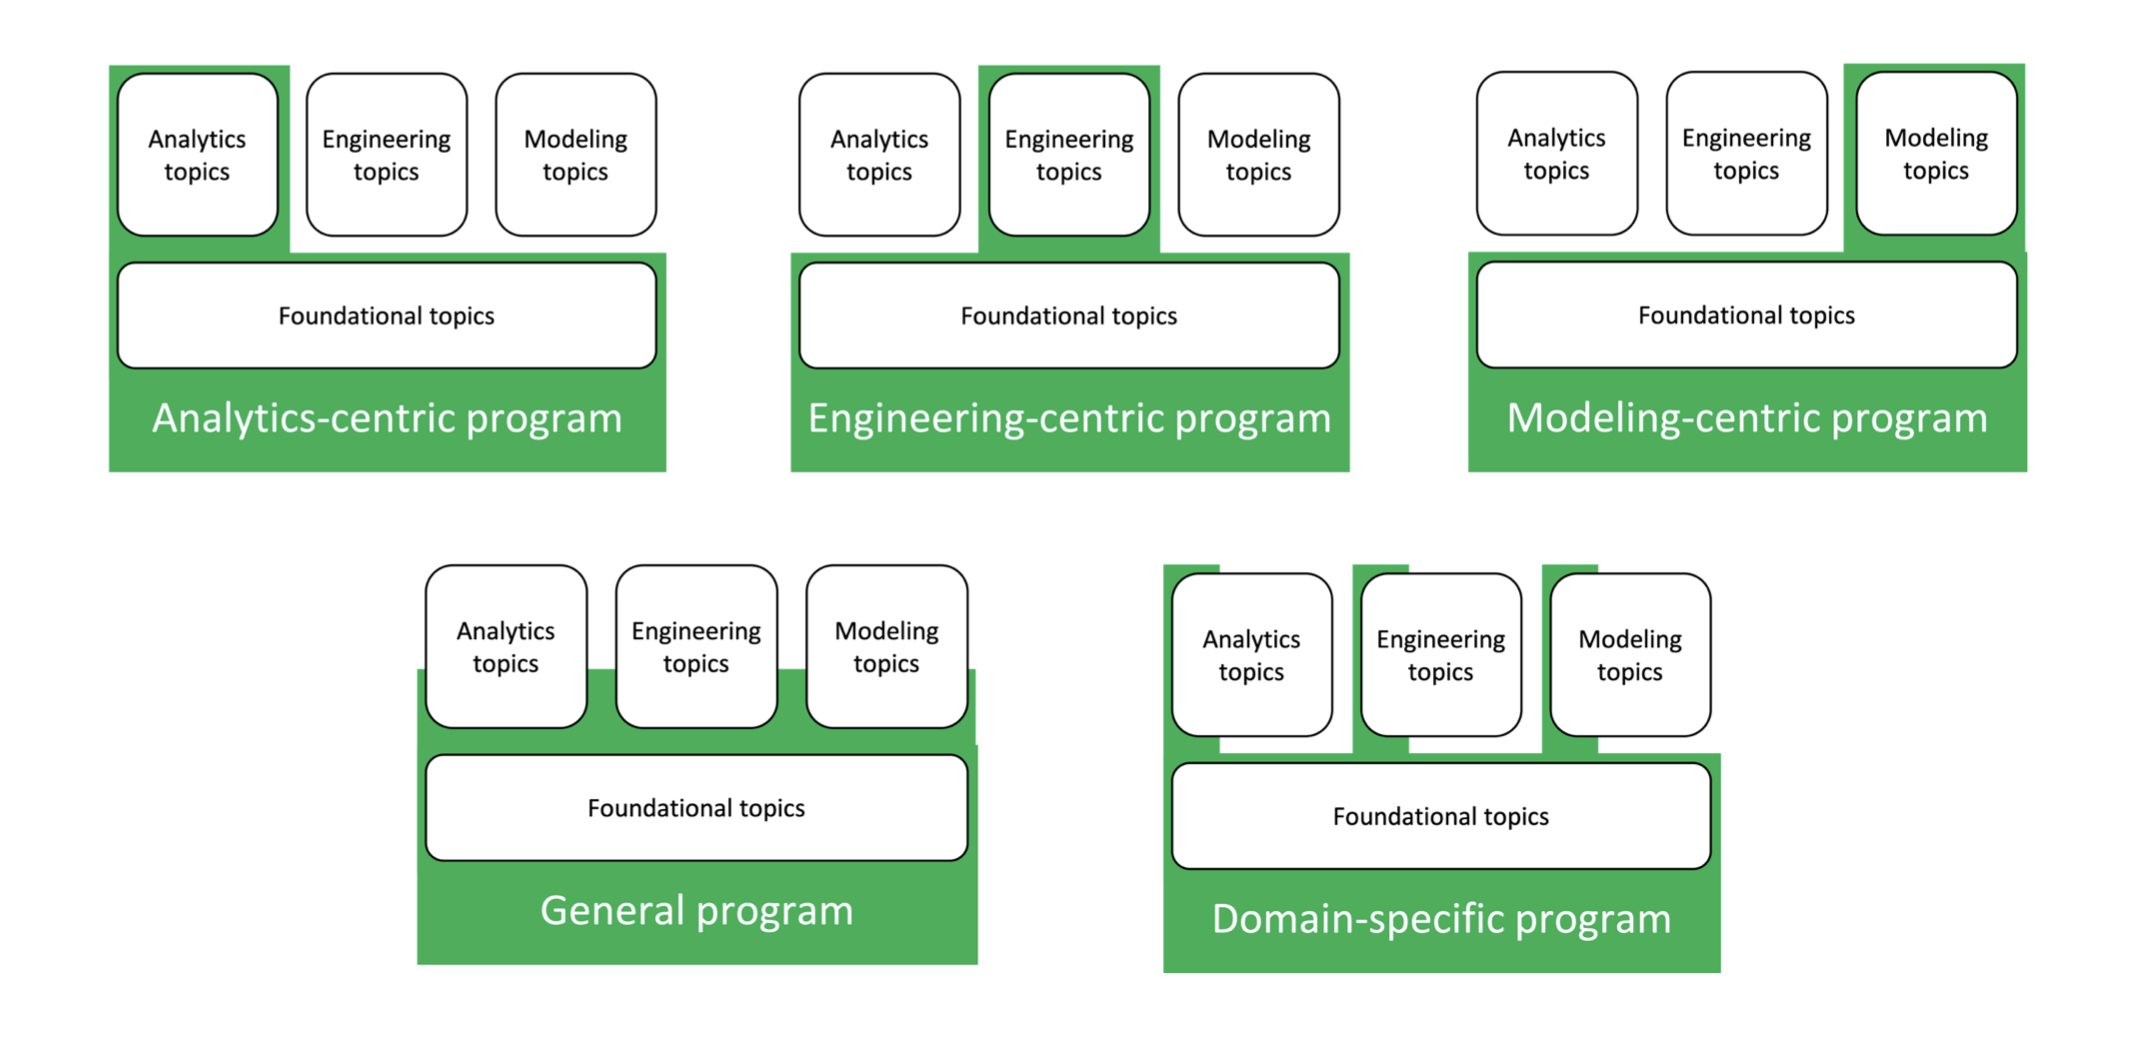 Analytics
topics
Engineering
topics
Modeling
topics
Foundational topics
Analytics-centric program
Analytics
topics
Engineering
topics
Modeling
topics
Foundational topics
Engineering-centric program
Analytics
topics
Engineering
topics
Modeling
topics
Foundational topics
Modeling-centric program
Analytics
topics
Engineering
topics
Modeling
topics
Foundational topics
General program
Analytics
topics
Engineering
topics
Modeling
topics
Foundational topics
Domain-specific program